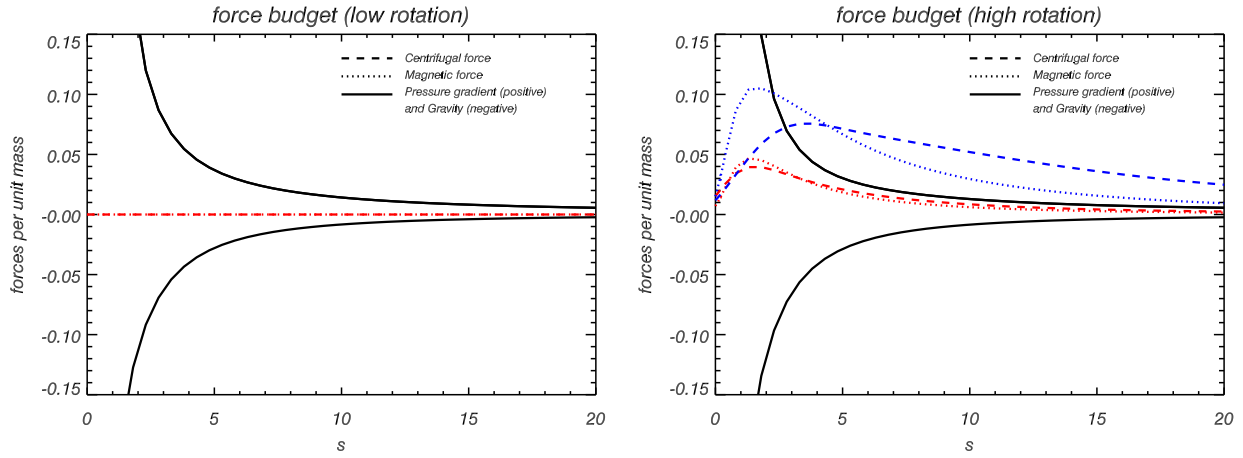 force budget (low rotation)
0.15
0.10
0.05
-0.00
-0.05
-0.10
-0.15
forces per unit mass
Centrifugal force
Magnetic force
Pressure gradient (positive)
and Gravity (negative)
0 5 10 15 20
s
force budget (high rotation)
0.15
0.10
0.05
-0.00
-0.05
-0.10
-0.15
forces per unit mass
Centrifugal force
Magnetic force
Pressure gradient (positive)
and Gravity (negative)
0 5 10 15 20
s